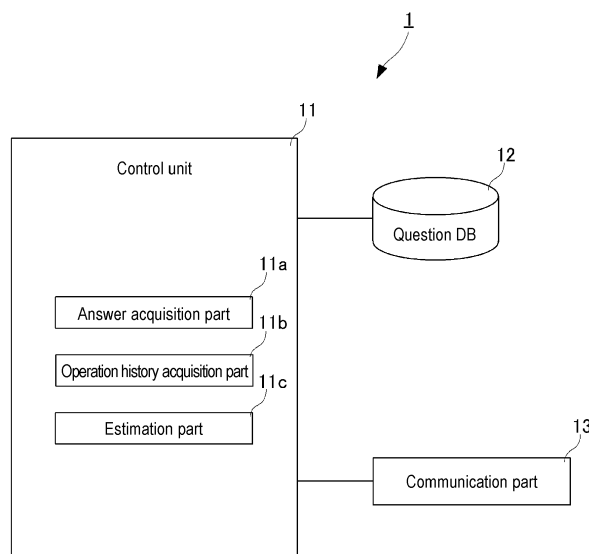 1
11
Control unit
12
Question DB
11a
Answer acquisition part
11b
Operation history acquisition part
11c
Estimation part
13
Communication part